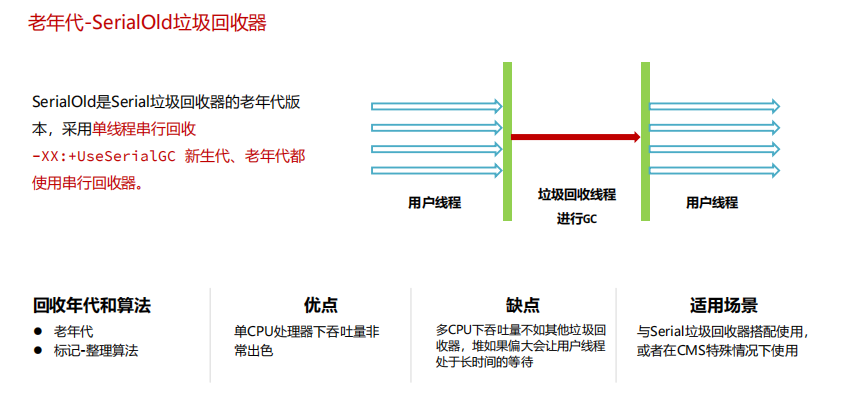 老年代-SerialOld垃圾回收器
SerialOld是Serial垃圾回收器的老年代版
本，采用单线程串行回收
-XX:+UseSerialGC 新生代、老年代都
使用串行回收器。
用户线程
垃圾回收线程
进行GC
用户线程
回收年代和算法
● 老年代
● 标记-整理算法
优点
单CPU处理器下吞吐量非
常出色
缺点
多CPU下吞吐量不如其他垃圾回
收器，堆如果偏大会让用户线程
处于长时间的等待
适用场景
与Serial垃圾回收器搭配使用，
或者在CMS特殊情况下使用